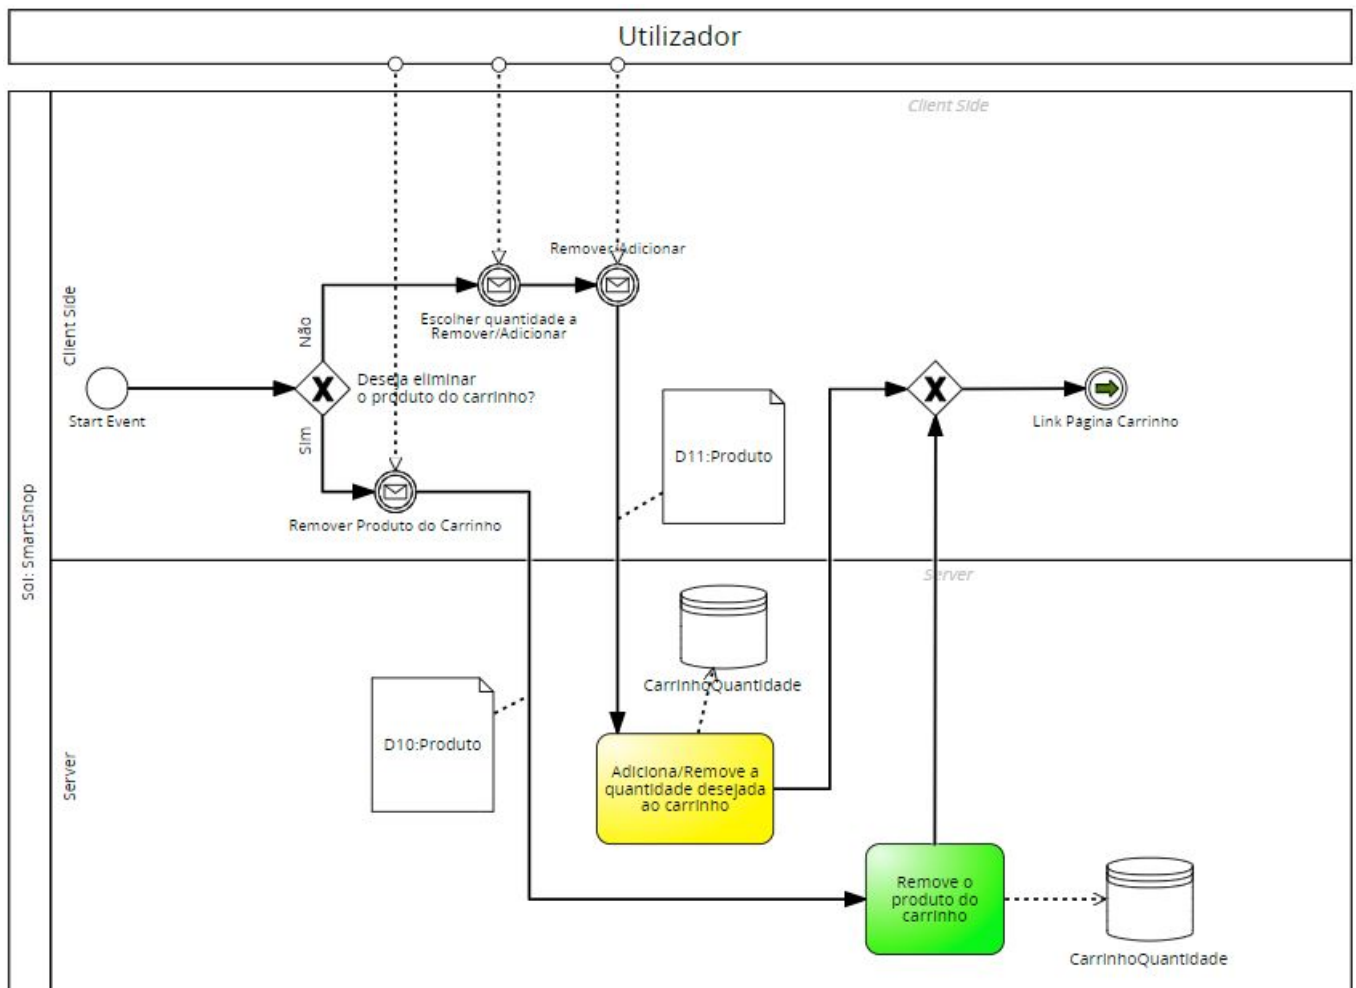 Utilizador
Client Side
Remover/Adicionar
Client Side
Escolher quantidade a
Remover/Adicionar
Não
Deseja eliminar
o produto do carrinho?
Start Event
Sim
Link Página Carrinho
D11:Produto
Remover Produto do Carrinho
Sol: SmartShop
Server
CarrinhoQuantidade
D10:Produto
Server
Adiciona/Remove a
quantidade desejada
ao carrinho
Remove o
produto do
carrinho
CarrinhoQuantidade